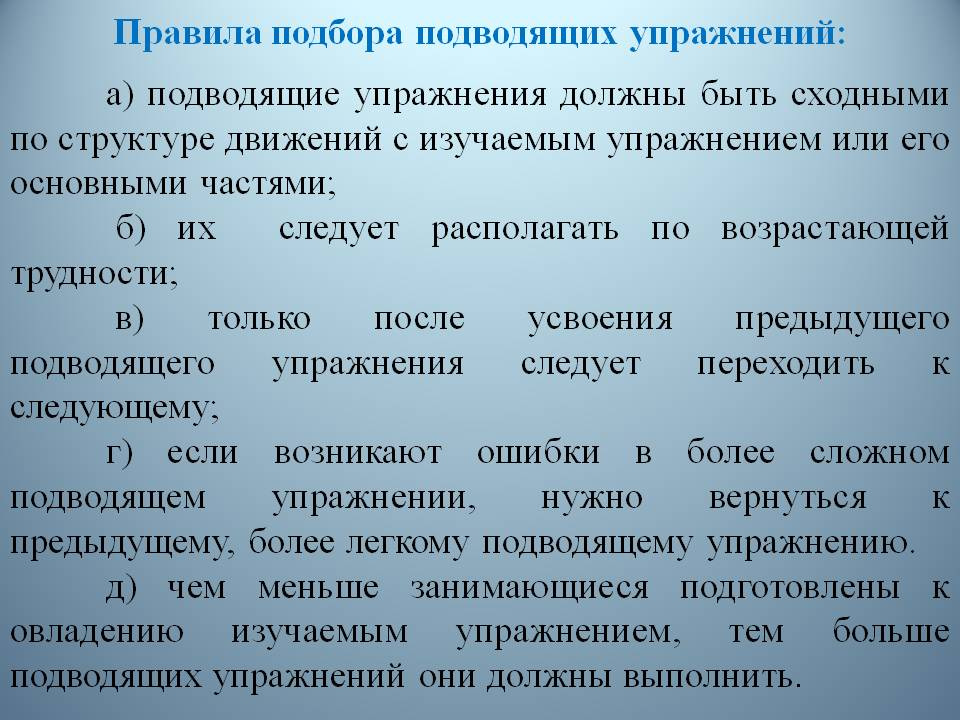 Правила подбора подводящих упражнений:
а) подводящие упражнения должны быть сходными
по структуре движений с изучаемым упражнением или его
основными частями;
б) их следует располагать по возрастающей
трудности;
в) только после усвоения предыдущего
подводящего упражнения следует переходить к
следующему;
г) если возникают ошибки в более сложном
подводящем упражнении, нужно вернуться к
предыдущему, более легкому подводящему упражнению.
д) чем меньше занимающиеся подготовлены к
овладению изучаемым упражнением, тем больше
подводящих упражнений они должны выполнить.